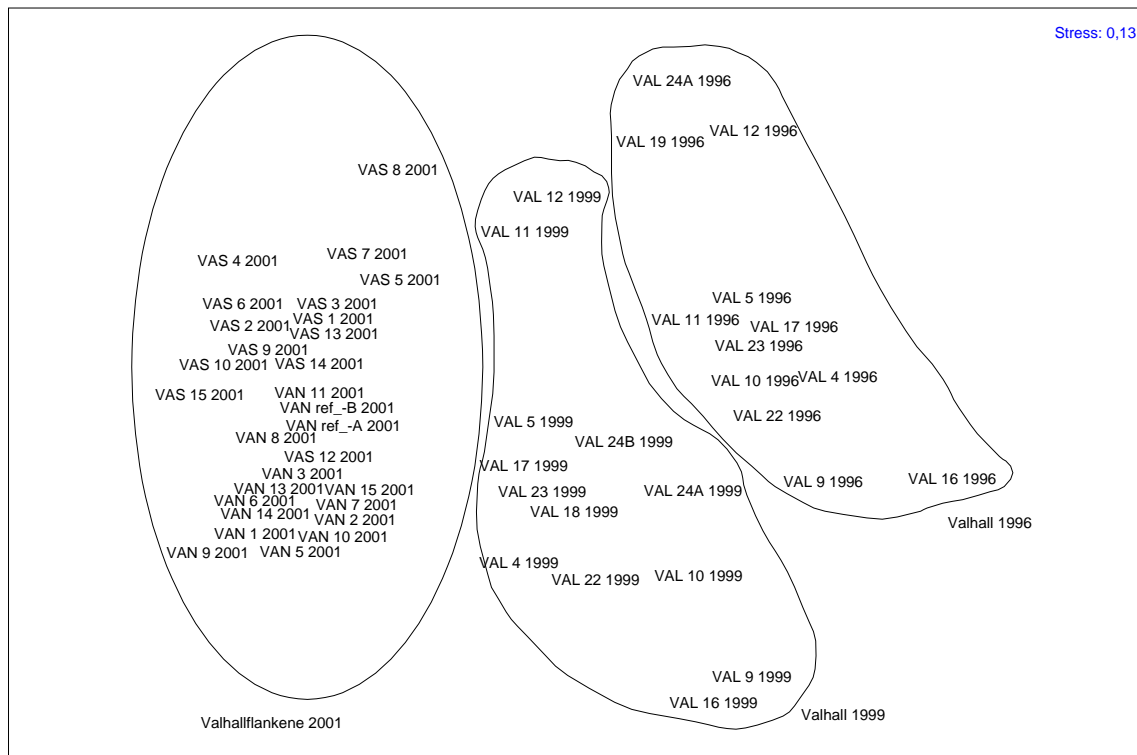 Stress: 0,13
VAL 24A 1996
VAL 12 1996
VAL 19 1996
VAS 8 2001
VAL 12 1999
VAL 11 1999
VAS 7 2001
VAS 4 2001
VAS 5 2001
VAL 5 1996
VAS 6 2001
VAS 3 2001
VAS 1 2001
VAL 11 1996
VAS 2 2001
VAL 17 1996
VAS 13 2001
VAL 23 1996
VAS 9 2001
VAS 10 2001
VAS 14 2001
VAL 10 1996
VAL 4 1996
VAS 15 2001
VAN 11 2001
VAN ref_-B 2001
VAL 22 1996
VAL 5 1999
VAN ref_-A 2001
VAN 8 2001
VAL 24B 1999
VAS 12 2001
VAL 17 1999
VAN 3 2001
VAL 9 1996
VAL 16 1996
VAN 13 2001
VAN 15 2001
VAL 23 1999
VAL 24A 1999
VAN 6 2001
VAN 7 2001
VAL 18 1999
VAN 14 2001
VAN 2 2001
Valhall 1996
VAN 1 2001
VAN 10 2001
VAN 9 2001
VAN 5 2001
VAL 4 1999
VAL 22 1999
VAL 10 1999
VAL 9 1999
VAL 16 1999
Valhall 1999
Valhallflankene 2001